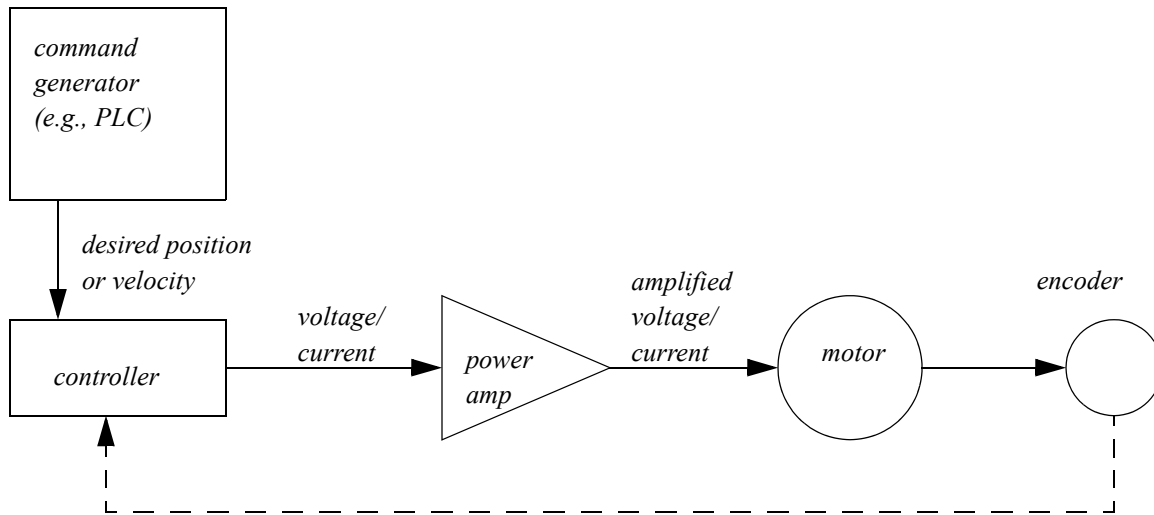 command
generator
(e.g., PLC)
desired position
or velocity
controller
voltage/
current
power
amp
amplified
voltage/
current
motor
encoder